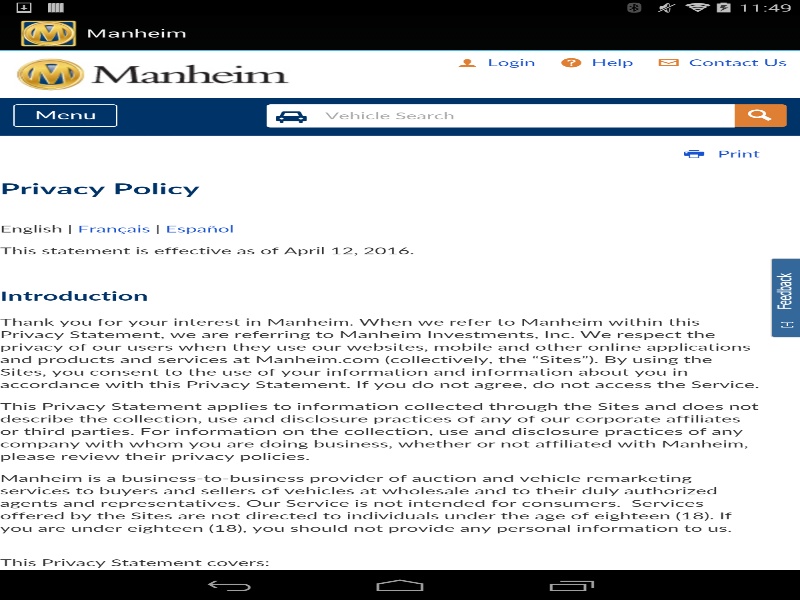 11:49
Manheim
Manheim
Login Help Contact Us
Menu
Vehicle Search
Print
Privacy Policy
English | Français | Español
This statement is effective as of April 12, 2016.
Feedback
[-]
Introduction
Thank you for your interest in Manheim. When we refer to Manheim within this
Privacy Statement, we are referring to Manheim Investments, Inc. We respect the
privacy of our users when they use our websites, mobile and other online applications
and products and services at Manheim.com (collectively, the “Sites”). By using the
Sites, you consent to the use of your information and information about you in
accordance with this Privacy Statement. If you do not agree, do not access the Service.
This Privacy Statement applies to information collected through the Sites and does not
describe the collection, use and disclosure practices of any of our corporate affiliates
or third parties. For information on the collection, use and disclosure practices of any
company with whom you are doing business, whether or not affiliated with Manheim,
please review their privacy policies.
Manheim is a business-to-business provider of auction and vehicle remarketing
services to buyers and sellers of vehicles at wholesale and to their duly authorized
agents and representatives. Our Service is not intended for consumers. Services
offered by the Sites are not directed to individuals under the age of eighteen (18). If
you are under eighteen (18), you should not provide any personal information to us.
This Privacy Statement covers: